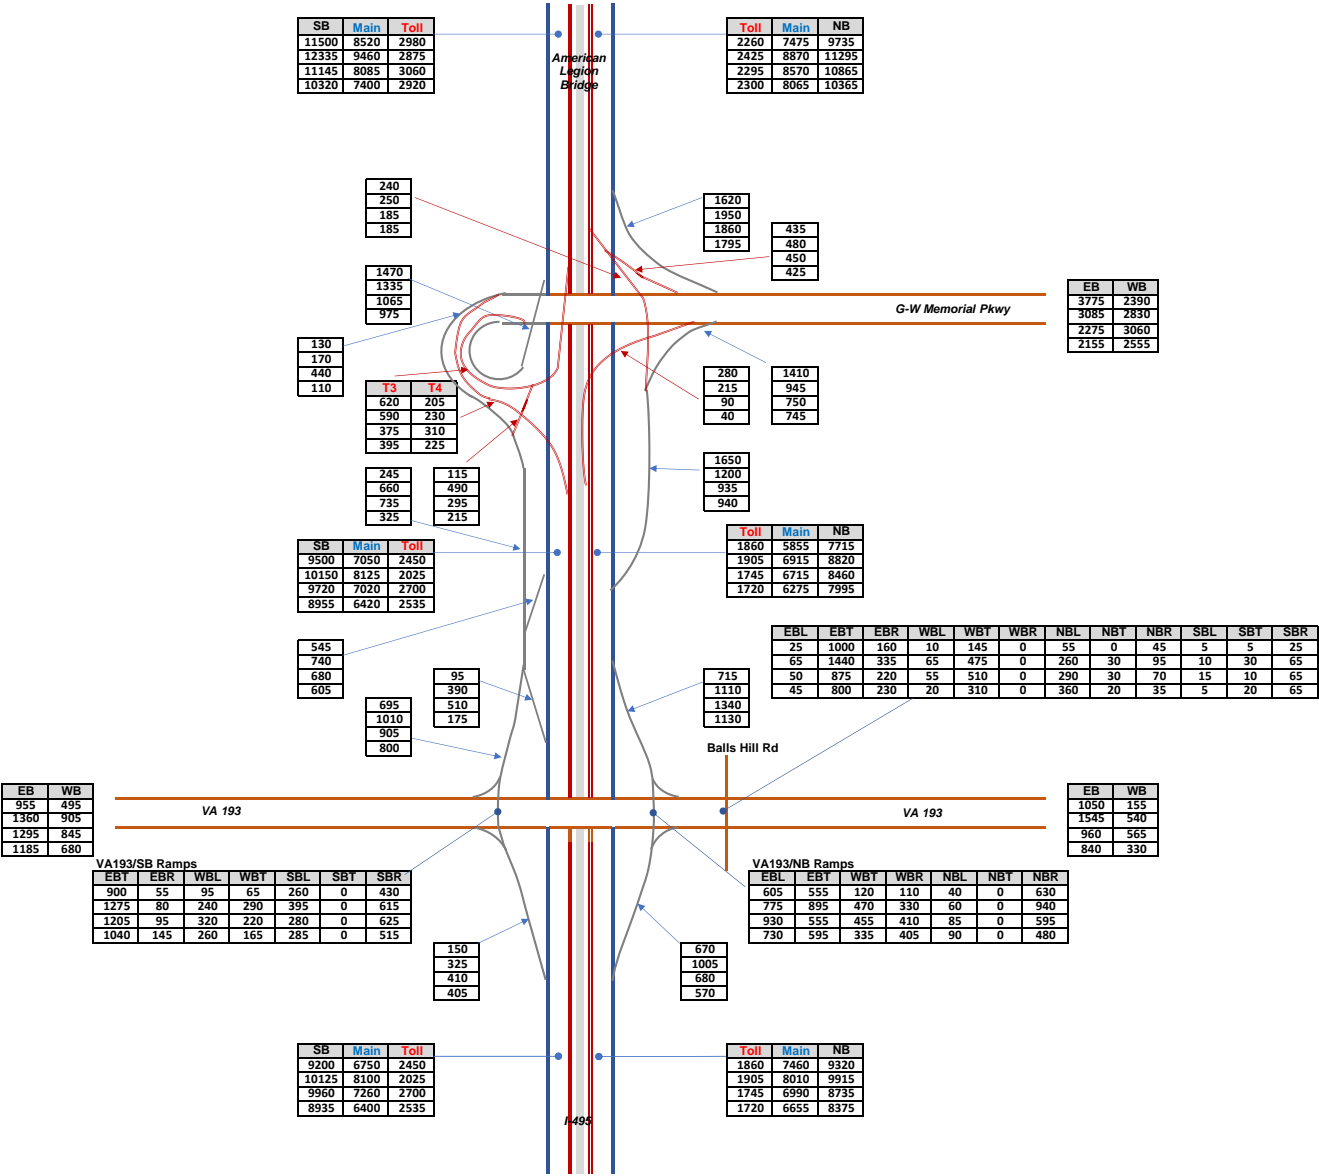 SB Main Toll
11500 8520 2980
12335 9460 2875
11145 8085 3060
10320 7400 2920
American
Legion
Bridge
Toll Main NB
2260 7475 9735
2425 8870 11295
2295 8570 10865
2300 8065 10365
240
250
185
185
1620
1950
1860
1795
435
480
450
425
1470
1335
1065
975
G-W Memorial Pkwy
EB WB
3775 2390
3085 2830
2275 3060
2155 2555
130
170
440
110
T3 T4
620 205
590 230
375 310
395 225
280
215
90
40
1410
945
750
745
245
660
735
325
115
490
295
215
1650
1200
935
940
SB Main Toll
9500 7050 2450
10150 8125 2025
9720 7020 2700
8955 6420 2535
Toll Main NB
1860 5855 7715
1905 6915 8820
1745 6715 8460
1720 6275 7995
EBL EBT EBR WBL WBT WBR NBL NBT NBR SBL SBT SBR
25 1000 160 10 145 0 55 0 45 5 5 25
65 1440 335 65 475 0 260 30 95 10 30 65
50 875 220 55 510 0 290 30 70 15 10 65
45 800 230 20 310 0 360 20 35 5 20 65
545
740
680
605
95
390
510
175
715
1110
1340
1130
695
1010
905
800
Balls Hill Rd
EB WB
955 495
1360 905
1295 845
1185 680
VA 193
VA 193
EB WB
1050 155
1545 540
960 565
840 330
VA193/SB Ramps
EBT EBR WBL WBT SBL SBT SBR
900 55 95 65 260 0 430
1275 80 240 290 395 0 615
1205 95 320 220 280 0 625
1040 145 260 165 285 0 515
VA193/NB Ramps
EBL EBT WBT WBR NBL NBT NBR
605 555 120 110 40 0 630
775 895 470 330 60 0 940
930 555 455 410 85 0 595
730 595 335 405 90 0 480
150
325
410
405
670
1005
680
570
SB Main Toll
9200 6750 2450
10125 8100 2025
9960 7260 2700
8935 6400 2535
Toll Main NB
1860 7460 9320
1905 8010 9915
1745 6990 8735
1720 6655 8375
I-495